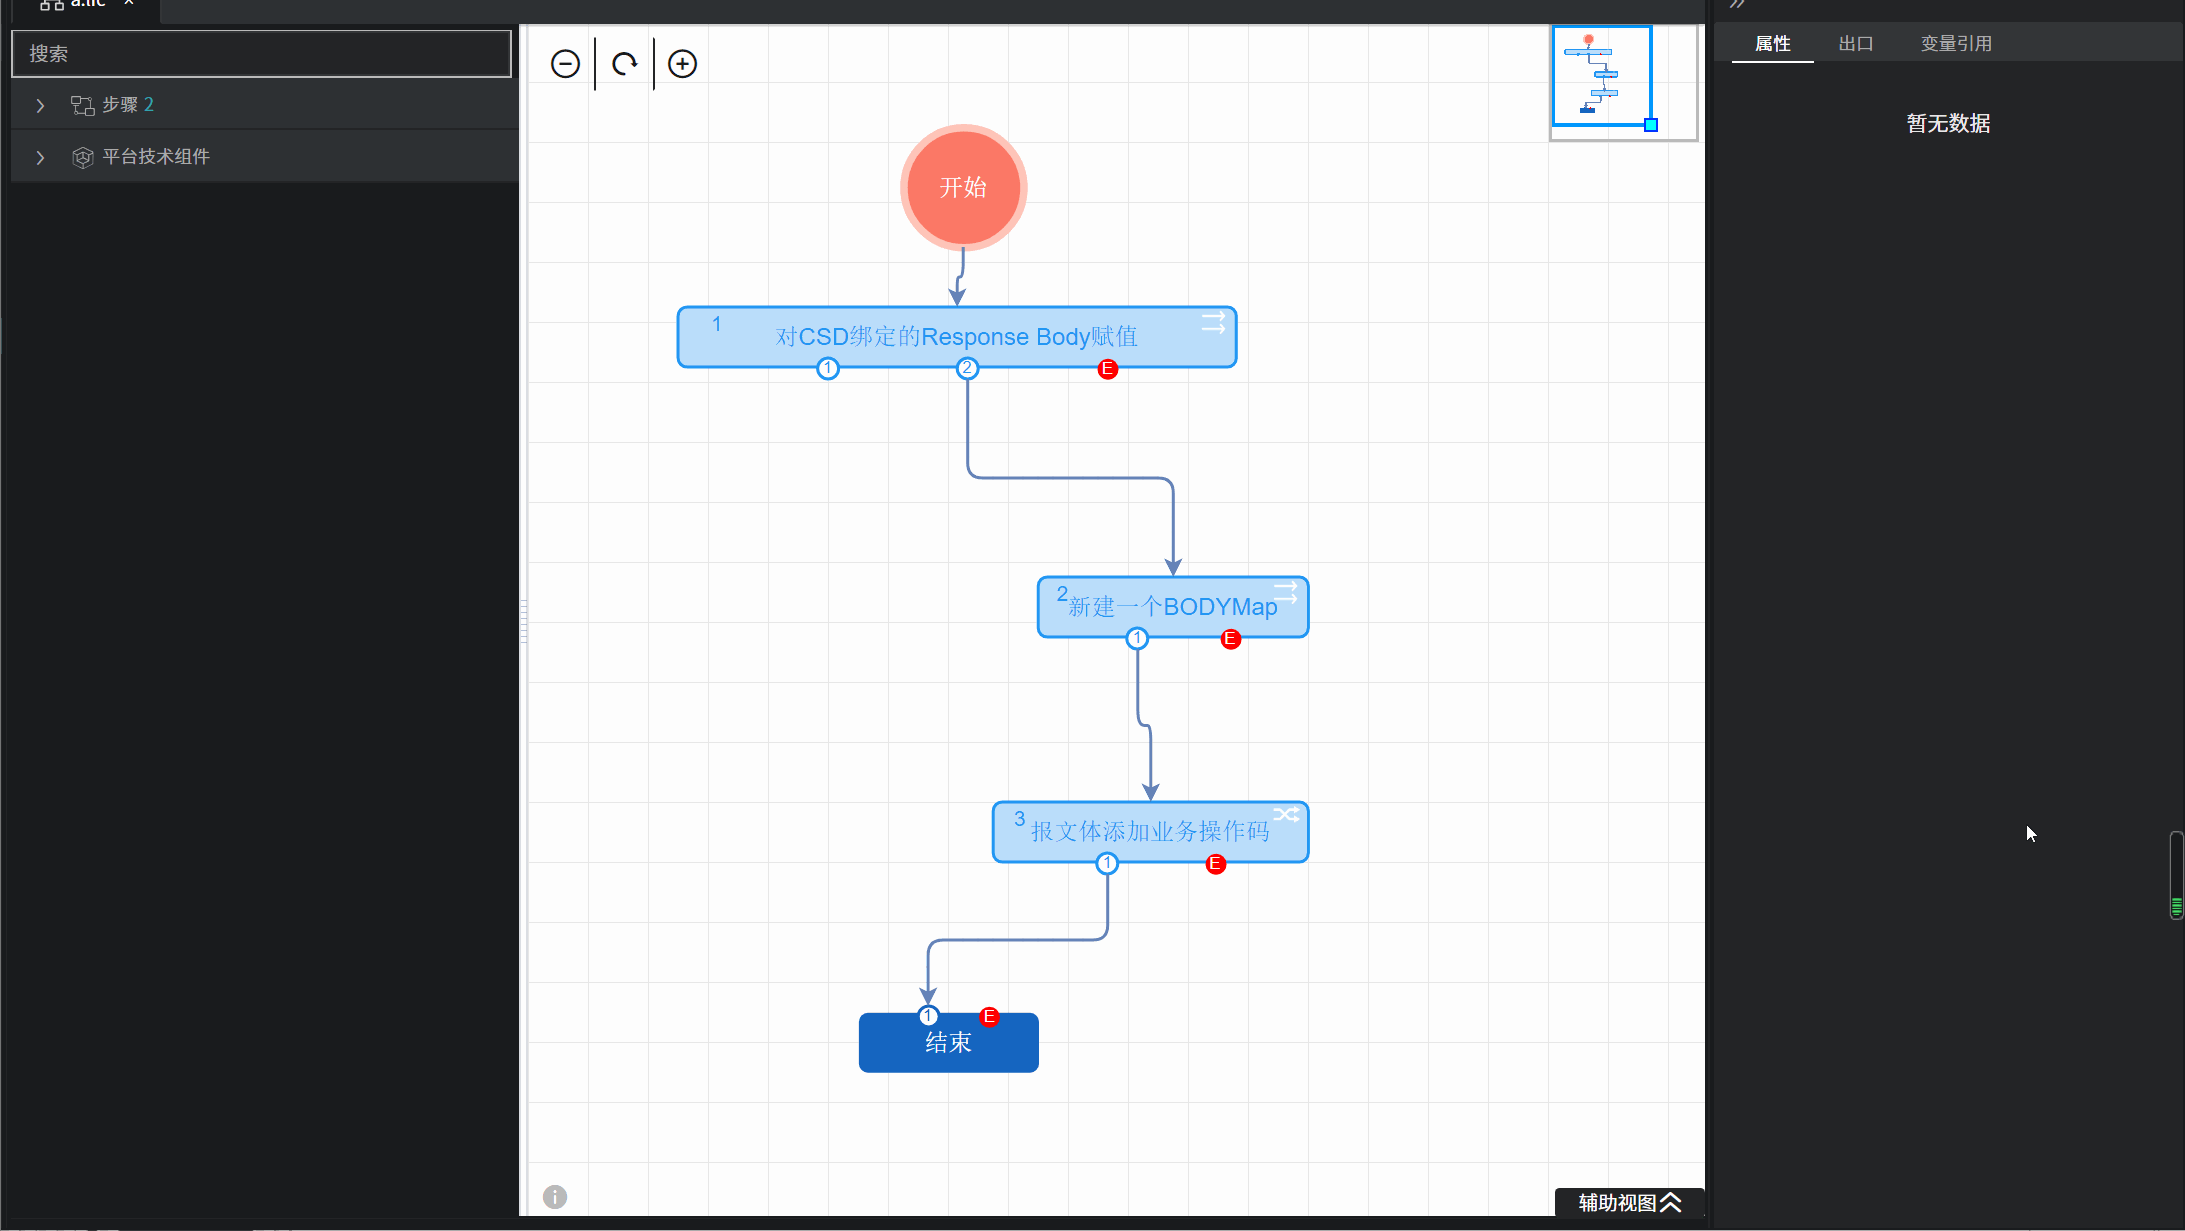 搜索
步骤 2
平台技术组件
开始
1
对CSD绑定的Response Body赋值
1
2
E
2
新建一个BODYMap
1
E
3
报文体添加业务操作码
1
E
1
E
结束
i
辅助视图
属性 出口 变量引用
暂无数据